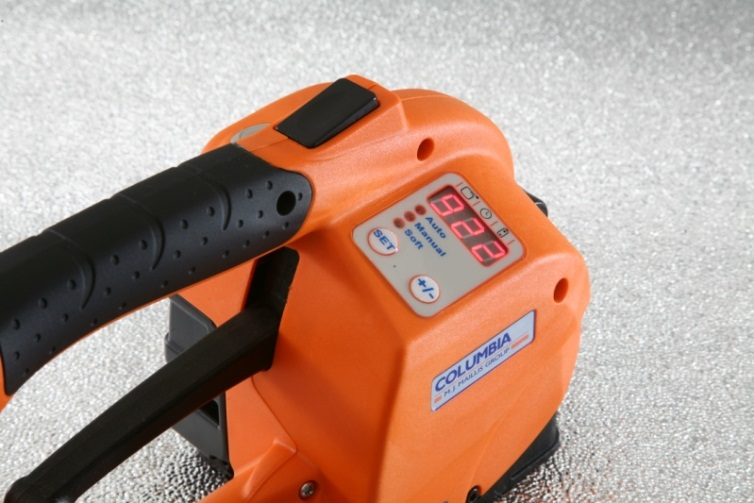 922
Auto
Manual
Soft
SET
+/-
COLUMBIA
M.J. MAILLIS GROUP